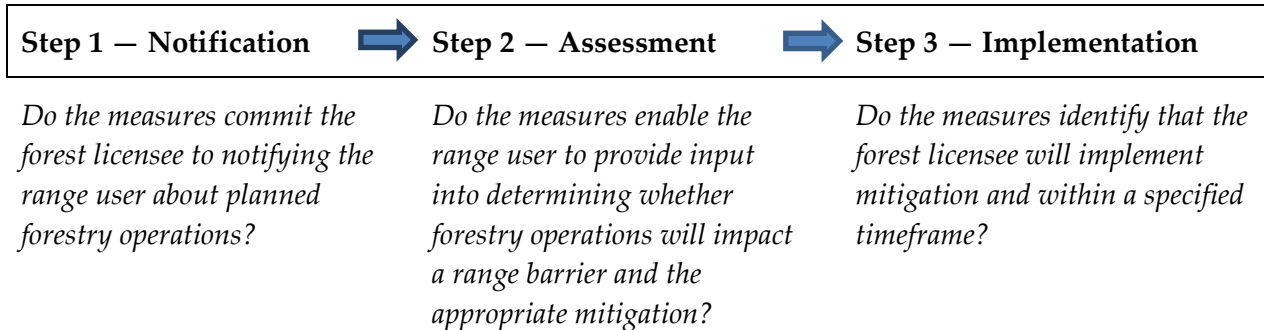 Step 1 — Notification
Step 2 — Assessment
Step 3 — Implementation
Do the measures commit the
forest licensee to notifying the
range user about planned
forestry operations?
Do the measures enable the
range user to provide input
into determining whether
forestry operations will impact
a range barrier and the
appropriate mitigation?
Do the measures identify that the
forest licensee will implement
mitigation and within a specified
timeframe?